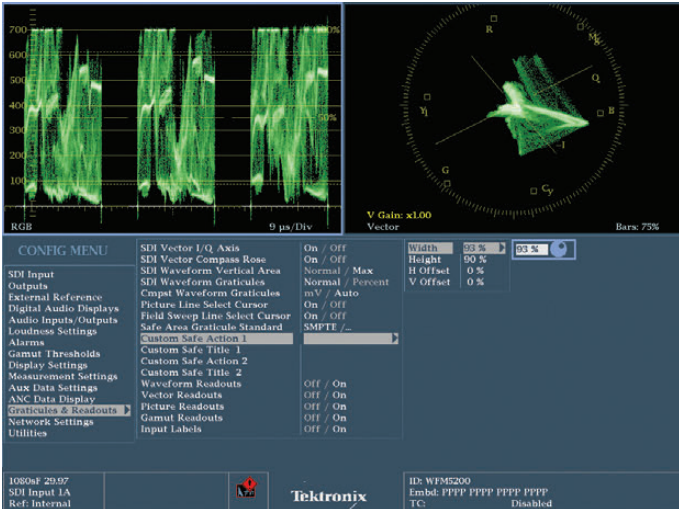 700
600
500
400
300
200
100
100%
50%
RGB
9 µs/Div
R
Mg
Q
B
Yl
I
G
Cy
V Gain: x1.00
Vector
Bars: 75%
CONFIG MENU
SDI Input
Outputs
External Reference
Digital Audio Displays
Audio Inputs/Outputs
Loudness Settings
Alarms
Gamut Thresholds
Display Settings
Measurement Settings
Aux Data Settings
ANC Data Display
Graticules & Readouts
Network Settings
Utilities
SDI Vector I/Q Axis On / Off
SDI Vector Compass Rose On / Off
SDI Waveform Vertical Area Normal / Max
SDI Waveform Graticules Normal / Percent
Cmpst Waveform Graticules mV / Auto
Picture Line Select Cursor On / Off
Field Sweep Line Select Cursor On / Off
Safe Area Graticule Standard SMPTE /...
Custom Safe Action 1
Custom Safe Title 1
Custom Safe Action 2
Custom Safe Title 2
Waveform Readouts Off / On
Vector Readouts Off / On
Picture Readouts Off / On
Gamut Readouts Off / On
Input Labels Off / On
Width 93 %
Height 90 %
H Offset 0 %
V Offset 0 %
93 %
1080sF 29.97
SDI Input 1A
Ref: Internal
Tektronix
ID: WFM5200
Embd: PPPP PPPP PPPP PPPP
TC: Disabled